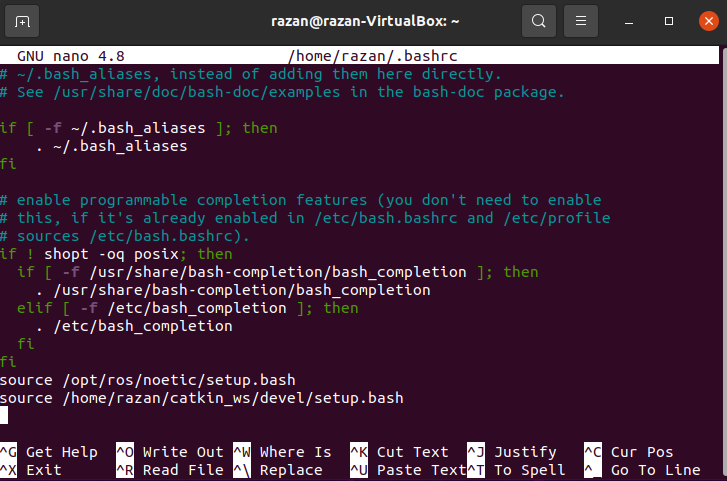 razan@razan-VirtualBox: ~
GNU nano 4.8 /home/razan/.bashrc
# ~/.bash_aliases, instead of adding them here directly.
# See /usr/share/doc/bash-doc/examples in the bash-doc package.
if [ -f ~/.bash_aliases ]; then
    . ~/.bash_aliases
fi
# enable programmable completion features (you don't need to enable
# this, if it's already enabled in /etc/bash.bashrc and /etc/profile
# sources /etc/bash.bashrc).
if ! shopt -oq posix; then
  if [ -f /usr/share/bash-completion/bash_completion ]; then
    . /usr/share/bash-completion/bash_completion
  elif [ -f /etc/bash_completion ]; then
    . /etc/bash_completion
  fi
fi
source /opt/ros/noetic/setup.bash
source /home/razan/catkin_ws/devel/setup.bash
^G Get Help ^O Write Out ^W Where Is ^K Cut Text ^J Justify ^C Cur Pos
^X Exit ^R Read File ^\ Replace ^U Paste Text ^T To Spell ^_ Go To Line